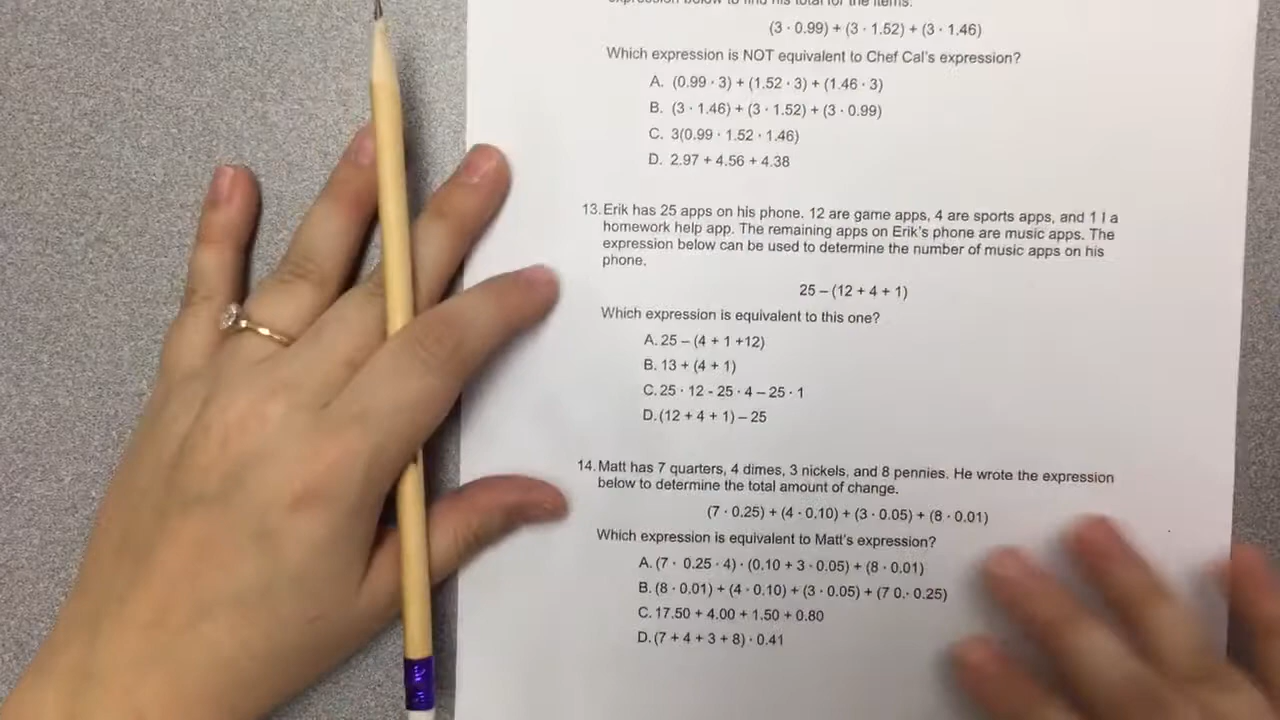 expression below to find his total for the items.
(3 · 0.99) + (3 · 1.52) + (3 · 1.46)
Which expression is NOT equivalent to Chef Cal's expression?
A. (0.99 · 3) + (1.52 · 3) + (1.46 · 3)
B. (3 · 1.46) + (3 · 1.52) + (3 · 0.99)
C. 3(0.99 · 1.52 · 1.46)
D. 2.97 + 4.56 + 4.38
13. Erik has 25 apps on his phone. 12 are game apps, 4 are sports apps, and 1 I a
homework help app. The remaining apps on Erik's phone are music apps. The
expression below can be used to determine the number of music apps on his
phone.
25 – (12 + 4 + 1)
Which expression is equivalent to this one?
A. 25 – (4 + 1 +12)
B. 13 + (4 + 1)
C. 25 · 12 - 25 · 4 – 25 · 1
D. (12 + 4 + 1) – 25
14. Matt has 7 quarters, 4 dimes, 3 nickels, and 8 pennies. He wrote the expression
below to determine the total amount of change.
(7 · 0.25) + (4 · 0.10) + (3 · 0.05) + (8 · 0.01)
Which expression is equivalent to Matt's expression?
A. (7 · 0.25 · 4) · (0.10 + 3 · 0.05) + (8 · 0.01)
B. (8 · 0.01) + (4 · 0.10) + (3 · 0.05) + (7 0.· 0.25)
C. 17.50 + 4.00 + 1.50 + 0.80
D. (7 + 4 + 3 + 8) · 0.41